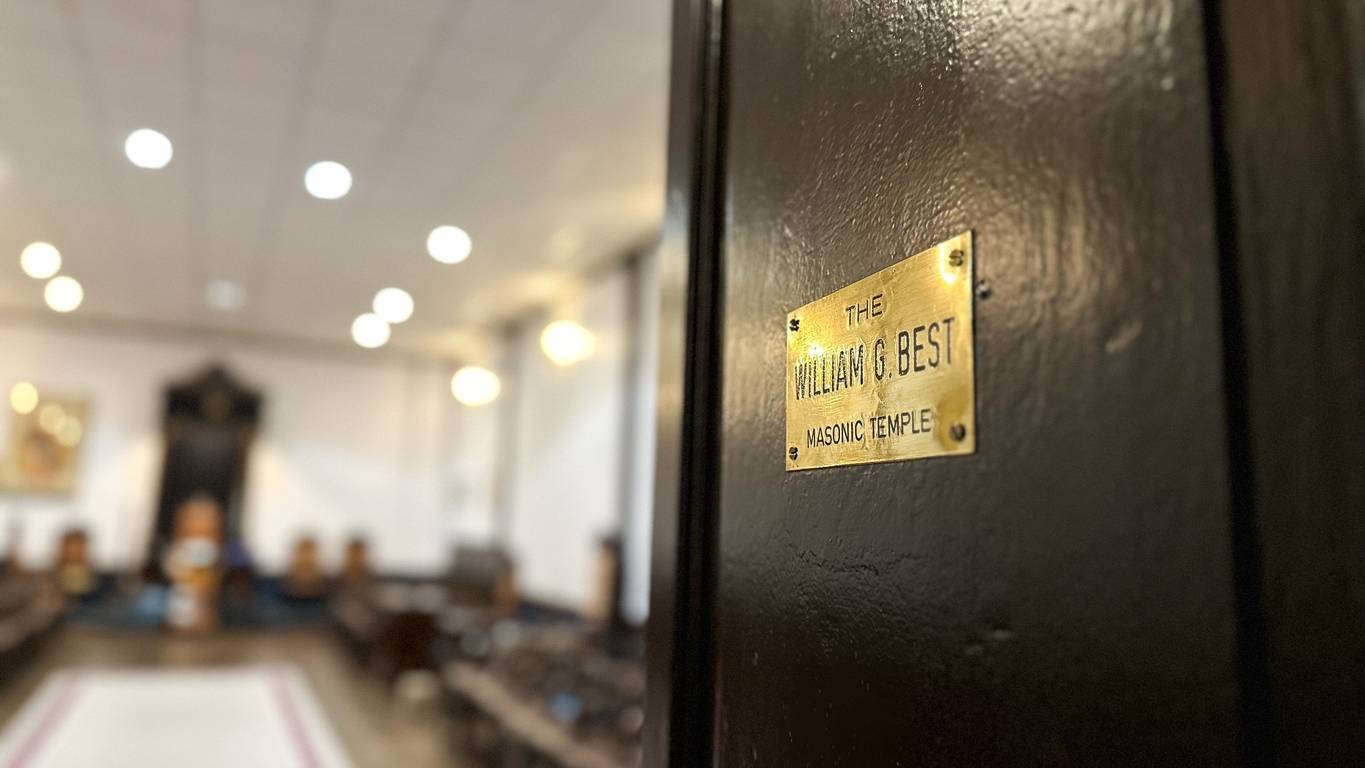 THE
WILLIAM G. BEST
MASONIC TEMPLE